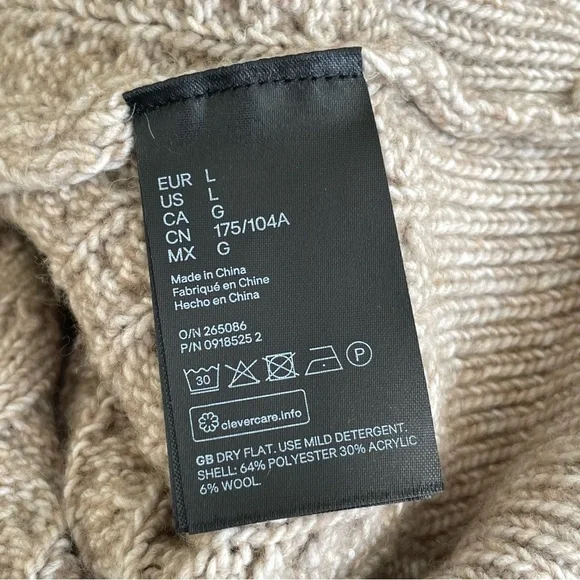 EUR L
US L
CA G
CN 175/104A
MX G
Made in China
Fabriqué en Chine
Hecho en China
O/N 265086
P/N 0918525 2
30
P
clevercare.info
GB DRY FLAT. USE MILD DETERGENT.
SHELL: 64% POLYESTER 30% ACRYLIC
6% WOOL